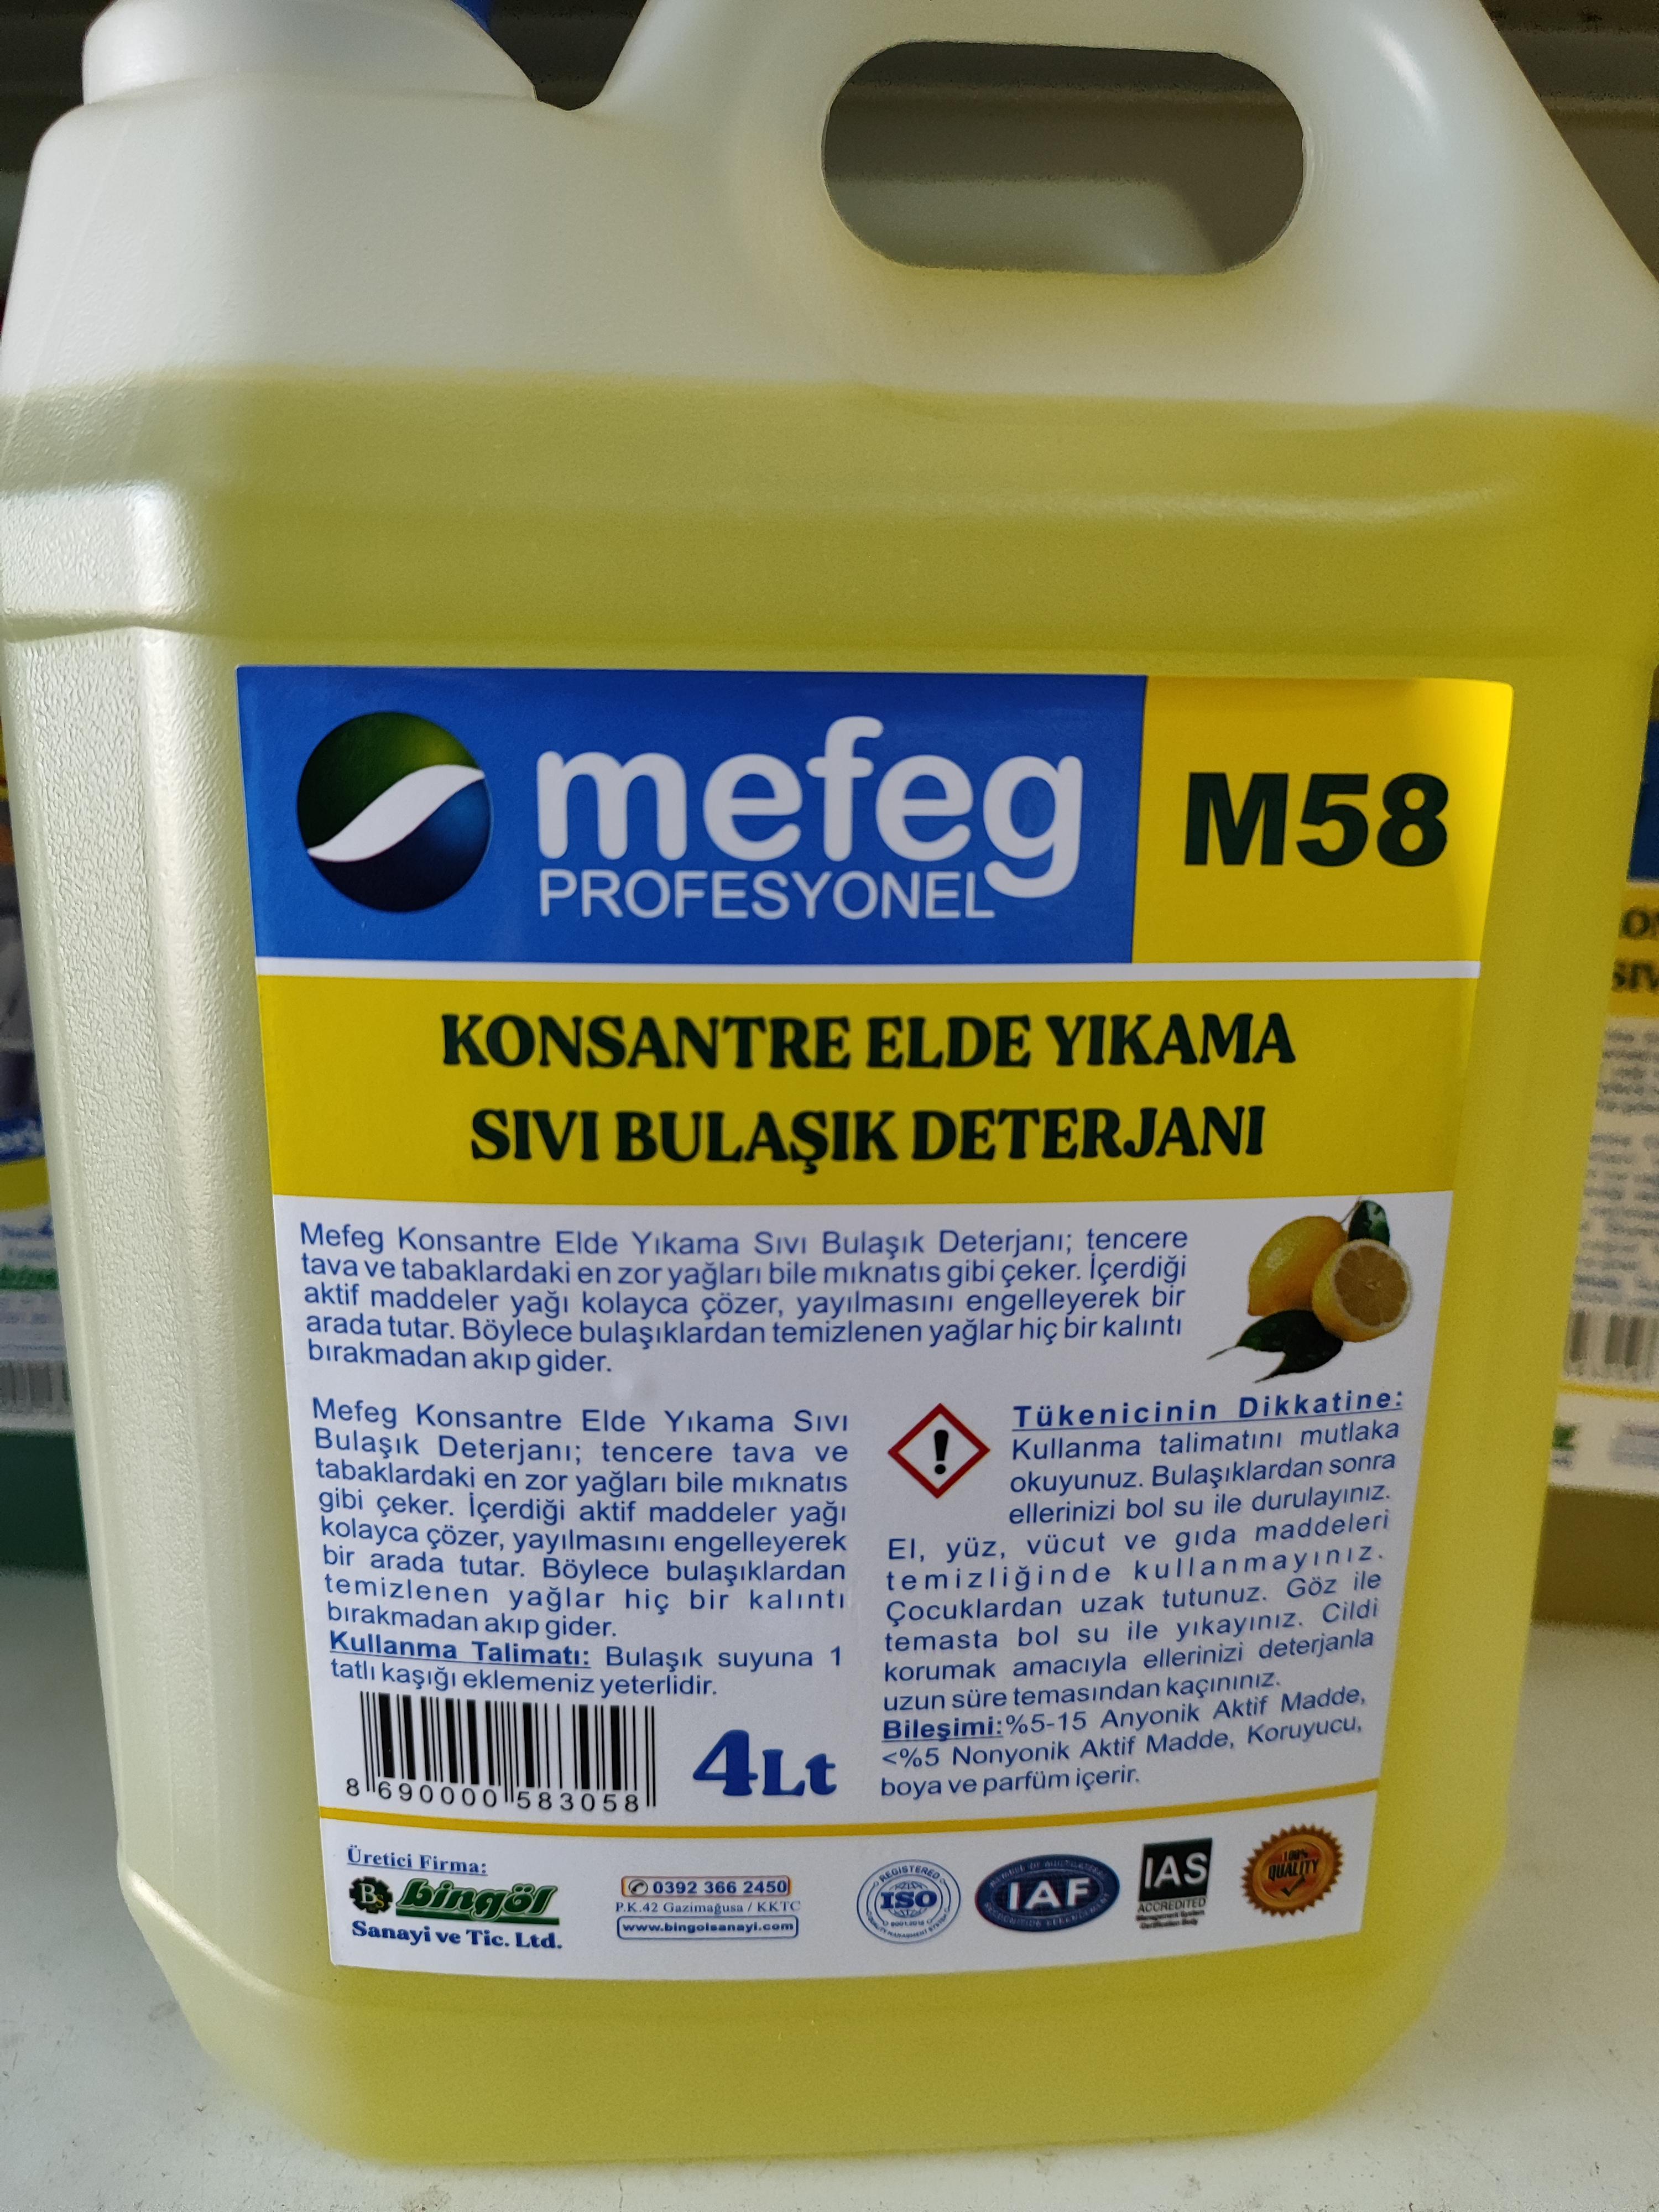 mefeg
PROFESYONEL
M58
KONSANTRE ELDE YIKAMA
SIVI BULAŞIK DETERJANI
Mefeg Konsantre Elde Yıkama Sıvı Bulaşık Deterjanı; tencere
tava ve tabaklardaki en zor yağları bile mıknatıs gibi çeker. İçerdiği
aktif maddeler yağı kolayca çözer, yayılmasını engelleyerek bir
arada tutar. Böylece bulaşıklardan temizlenen yağlar hiç bir kalıntı
bırakmadan akıp gider.
Mefeg Konsantre Elde Yıkama Sıvı
Bulaşık Deterjanı; tencere tava ve
tabaklardaki en zor yağları bile mıknatıs
gibi çeker. İçerdiği aktif maddeler yağı
kolayca çözer, yayılmasını engelleyerek
bir arada tutar. Böylece bulaşıklardan
temizlenen yağlar hiç bir kalıntı
bırakmadan akıp gider.
Kullanma Talimatı: Bulaşık suyuna 1
tatlı kaşığı eklemeniz yeterlidir.
8 690000 583058
4Lt
Tükenicinin Dikkatine:
Kullanma talimatını mutlaka
okuyunuz. Bulaşıklardan sonra
ellerinizi bol su ile durulayınız.
El, yüz, vücut ve gıda maddeleri
temizliğinde kullanmayınız.
Çocuklardan uzak tutunuz. Göz ile
temasta bol su ile yıkayınız. Cildi
korumak amacıyla ellerinizi deterjanla
uzun süre temasından kaçınınız.
Bileşimi:%5-15 Anyonik Aktif Madde,
<%5 Nonyonik Aktif Madde, Koruyucu,
boya ve parfüm içerir.
Üretici Firma:
BS bingöl
Sanayi ve Tic. Ltd.
0392 366 2450
P.K.42 Gazimağusa / KKTC
www.bingolsanayi.com
REGISTERED
ISO
IAF
IAS
ACCREDITED
Management System
Certification Body
100%
QUALITY